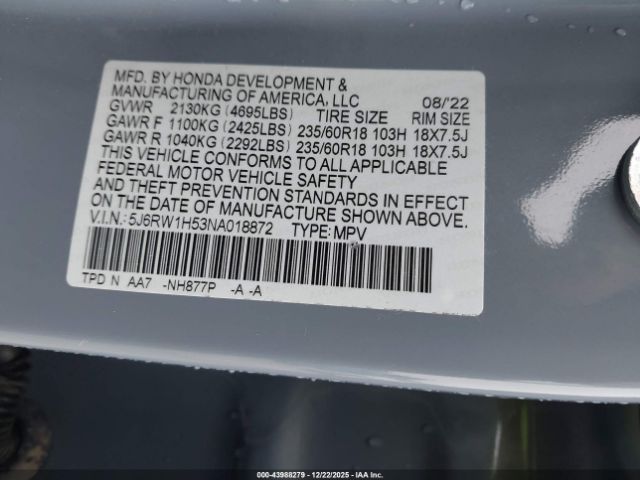 MFD. BY HONDA DEVELOPMENT &
MANUFACTURING OF AMERICA, LLC 08/'22
GVWR 2130KG (4695LBS) TIRE SIZE RIM SIZE
GAWR F 1100KG (2425LBS) 235/60R18 103H 18X7.5J
GAWR R 1040KG (2292LBS) 235/60R18 103H 18X7.5J
THIS VEHICLE CONFORMS TO ALL APPLICABLE
FEDERAL MOTOR VEHICLE SAFETY
AND THEFT PREVENTION STANDARDS IN EFFECT
ON THE DATE OF MANUFACTURE SHOWN ABOVE.
V.I.N.: 5J6RW1H53NA018872 TYPE: MPV
TPD N AA7 -NH877P -A -A
000-43988279 12/22/2025 IAA Inc.